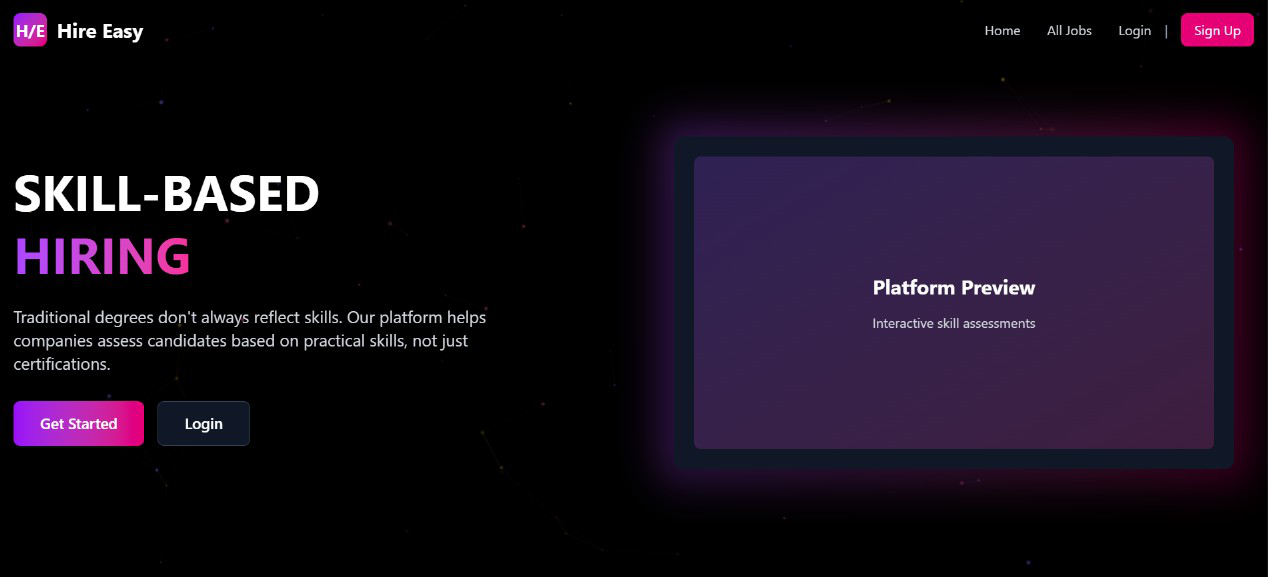 H/E Hire Easy
Home All Jobs Login | Sign Up
SKILL-BASED
HIRING
Traditional degrees don't always reflect skills. Our platform helps
companies assess candidates based on practical skills, not just
certifications.
Get Started Login
Platform Preview
Interactive skill assessments